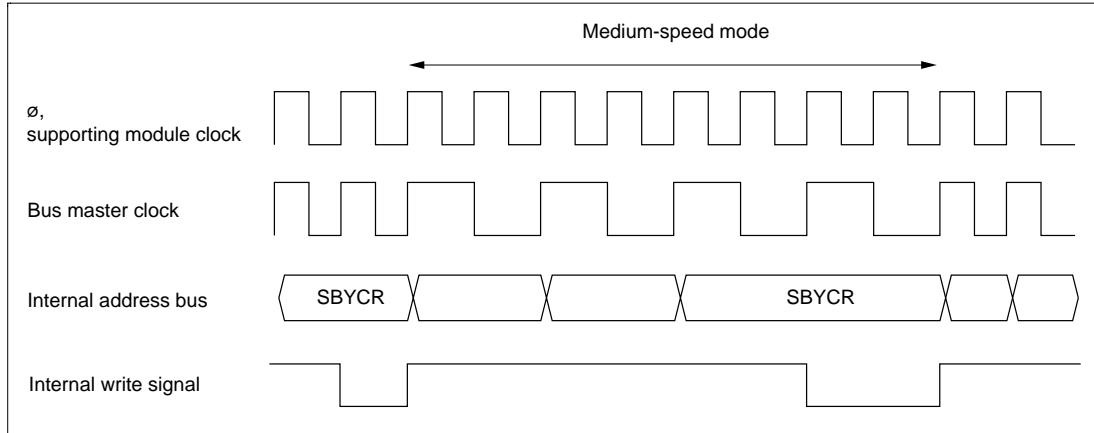 Medium-speed mode
ø,
supporting module clock
Bus master clock
Internal address bus
SBYCR
SBYCR
Internal write signal